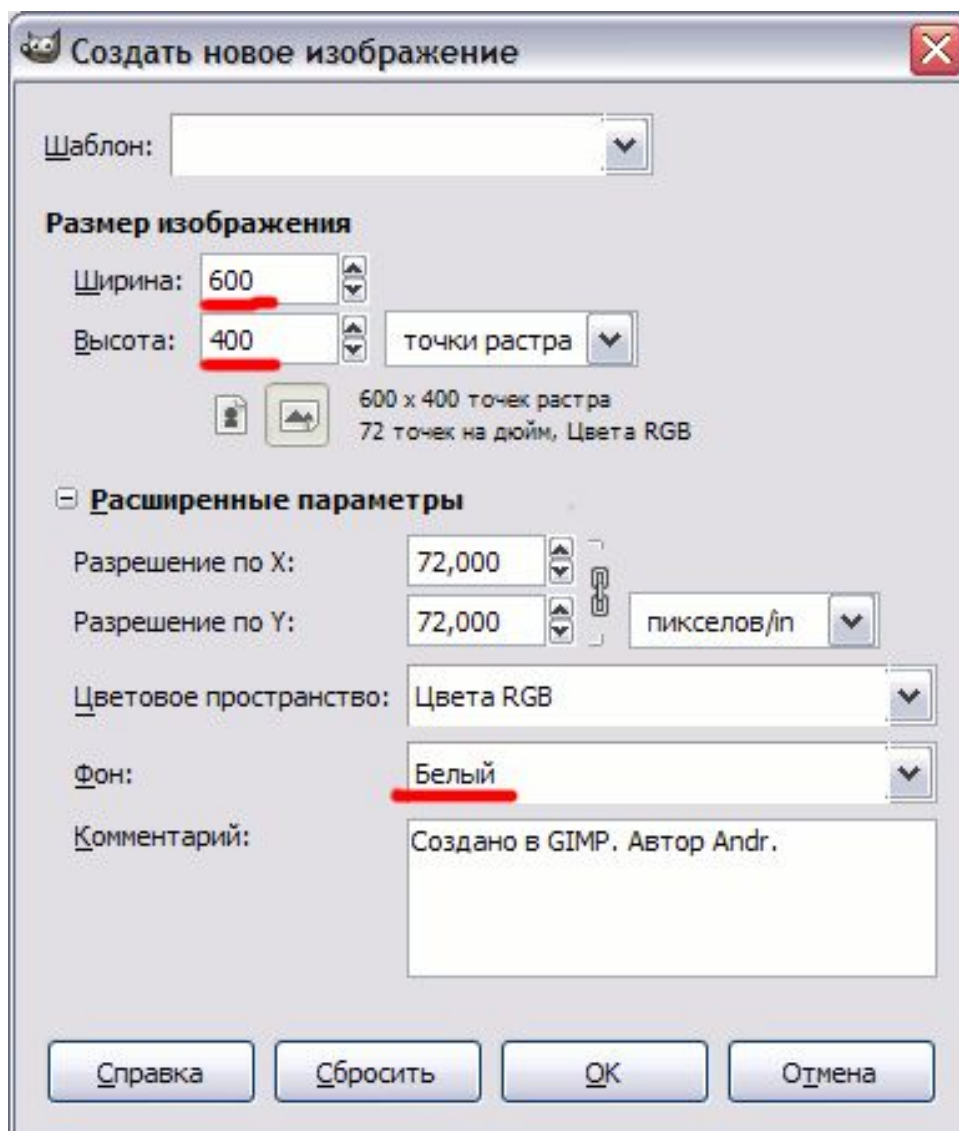 Создать новое изображение
Шаблон:
Размер изображения
Ширина: 600
Высота: 400 точки растра
600 x 400 точек растра
72 точек на дюйм, Цвета RGB
Расширенные параметры
Разрешение по X: 72,000
Разрешение по Y: 72,000 пикселов/in
Цветовое пространство: Цвета RGB
Фон: Белый
Комментарий: Создано в GIMP. Автор Andr.
Справка Сбросить OK Отмена